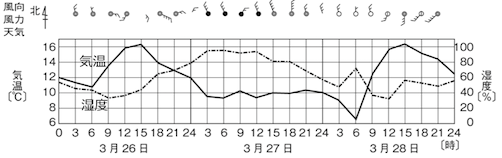 風向
風力 北
天気
16 100
14 80
12 60
10 40
8 20
6 0
気温
湿度
気温〔℃〕
湿度〔%〕
0 3 6 9 12 15 18 21 24 3 6 9 12 15 18 21 24 3 6 9 12 15 18 21 24
3月26日 3月27日 3月28日 〔時〕